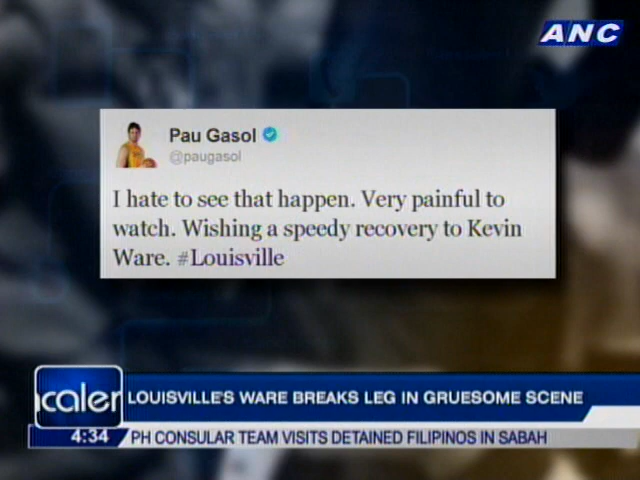 ANC
Pau Gasol
@paugasol
I hate to see that happen. Very painful to
watch. Wishing a speedy recovery to Kevin
Ware. #Louisville
caler
LOUISVILLE'S WARE BREAKS LEG IN GRUESOME SCENE
4:34 PH CONSULAR TEAM VISITS DETAINED FILIPINOS IN SABAH